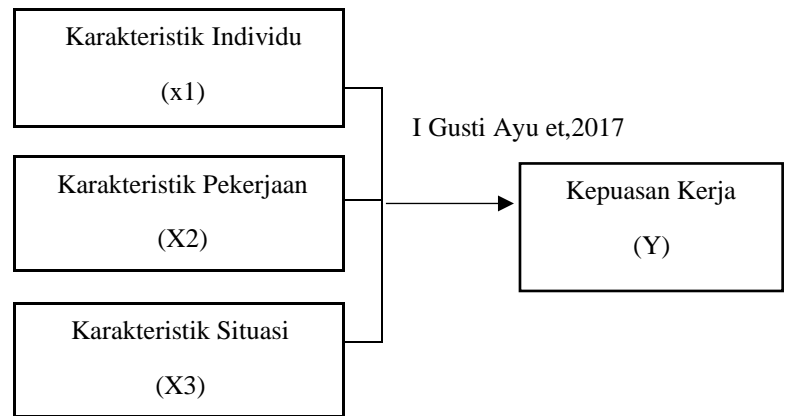 Karakteristik Individu
(x1)
I Gusti Ayu et,2017
Karakteristik Pekerjaan
(X2)
Kepuasan Kerja
(Y)
Karakteristik Situasi
(X3)